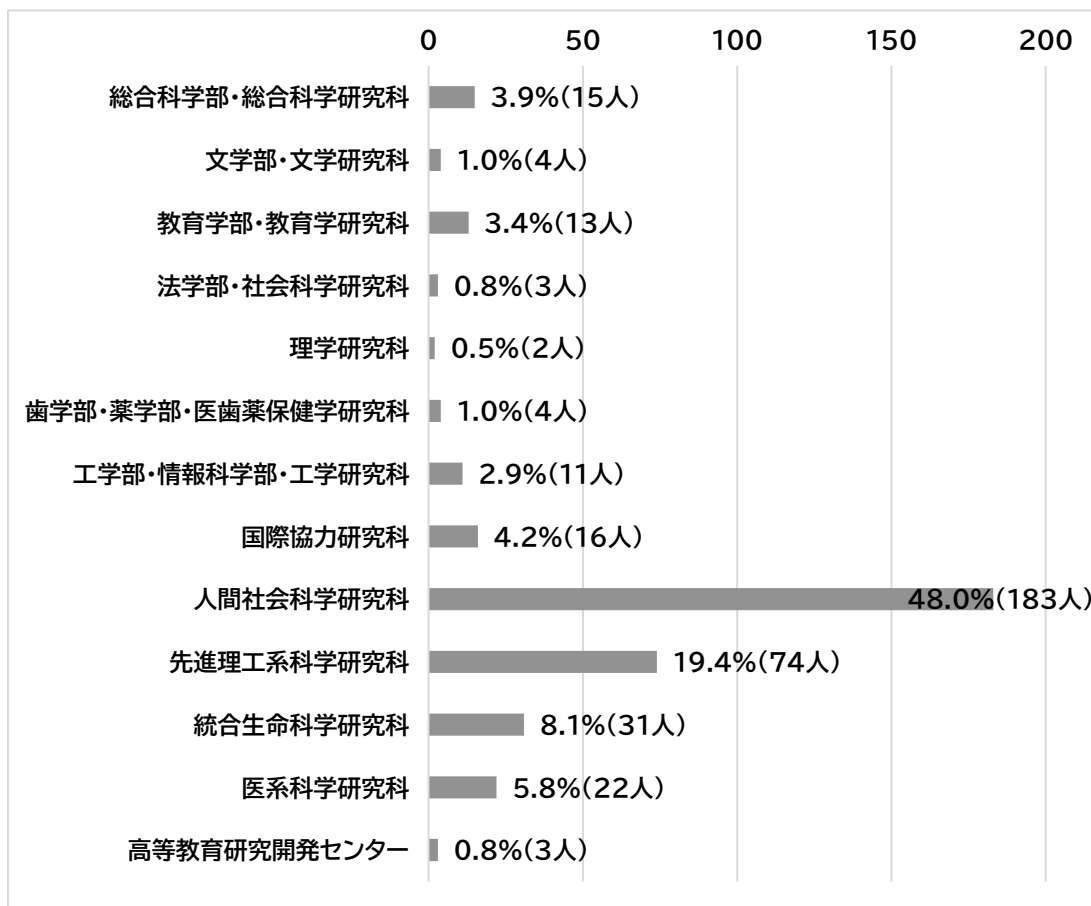 0 50 100 150 200
総合科学部・総合科学研究科 3.9%(15人)
文学部・文学研究科 1.0%(4人)
教育学部・教育学研究科 3.4%(13人)
法学部・社会科学研究科 0.8%(3人)
理学研究科 0.5%(2人)
歯学部・薬学部・医歯薬保健学研究科 1.0%(4人)
工学部・情報科学部・工学研究科 2.9%(11人)
国際協力研究科 4.2%(16人)
人間社会科学研究科 48.0%(183人)
先進理工系科学研究科 19.4%(74人)
統合生命科学研究科 8.1%(31人)
医系科学研究科 5.8%(22人)
高等教育研究開発センター 0.8%(3人)